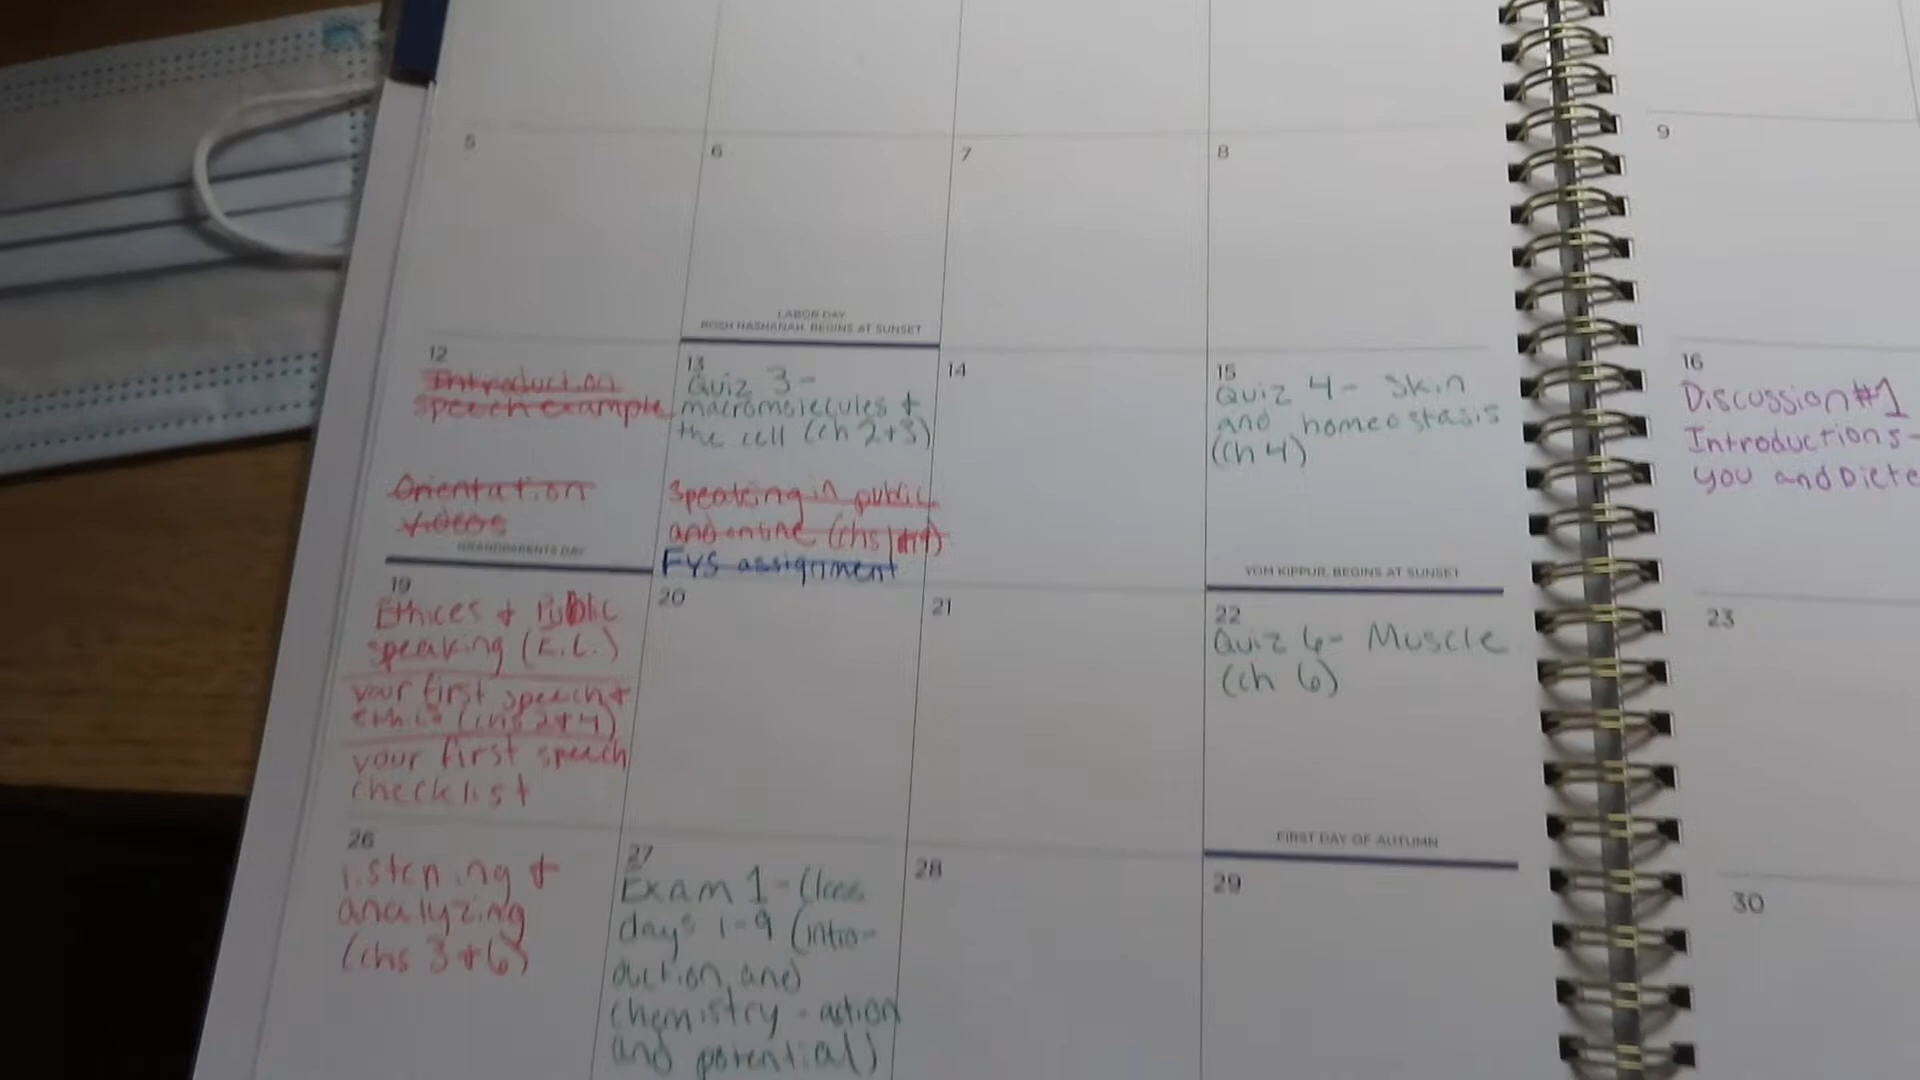 5
6
LABOR DAY
ROSH HASHANAH, BEGINS AT SUNSET
7
8
9
12
Introduction
speech example
Orientation
videos
GRANDPARENTS DAY
13
Quiz 3-
macromolecules +
the cell (ch 2+3)
Speaking in public
and online (chs 1+
FYS assignment
14
15
Quiz 4- Skin
and homeostasis
(ch 4)
YOM KIPPUR, BEGINS AT SUNSET
16
Discussion #1
Introductions-
you and Diete
19
Ethices + Public
speaking (E.C.)
your first speech +
ethics (chs 2+4)
your first speech
checklist
20
21
22
Quiz 6- Muscle
(ch 6)
FIRST DAY OF AUTUMN
23
26
Listening +
analyzing
(chs 3+6)
27
Exam 1- Class
days 1-9 (intro-
duction and
chemistry - action
and potential)
28
29
30